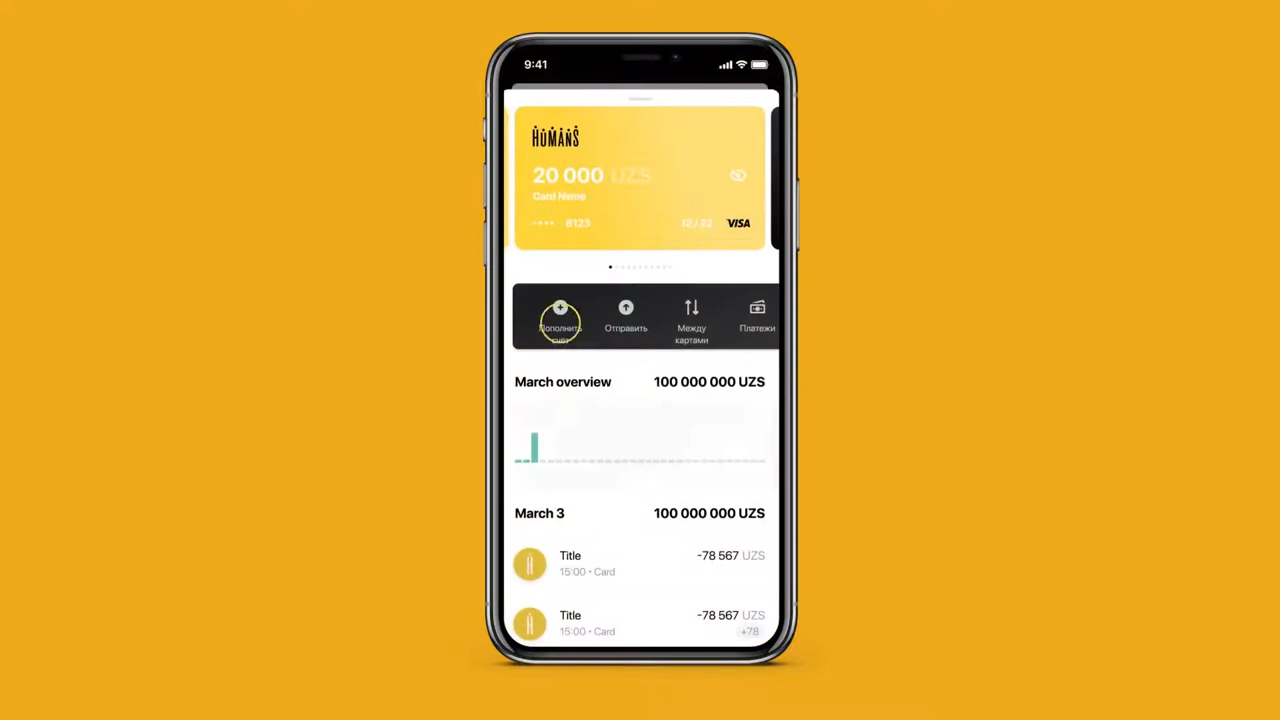 9:41
HUMANS
20 000 UZS
Card Name
•••• 8123 12/22 VISA
Пополнить счёт
Отправить
Между картами
Платежи
March overview 100 000 000 UZS
March 3 100 000 000 UZS
Title -78 567 UZS
15:00 • Card
Title -78 567 UZS
15:00 • Card +78